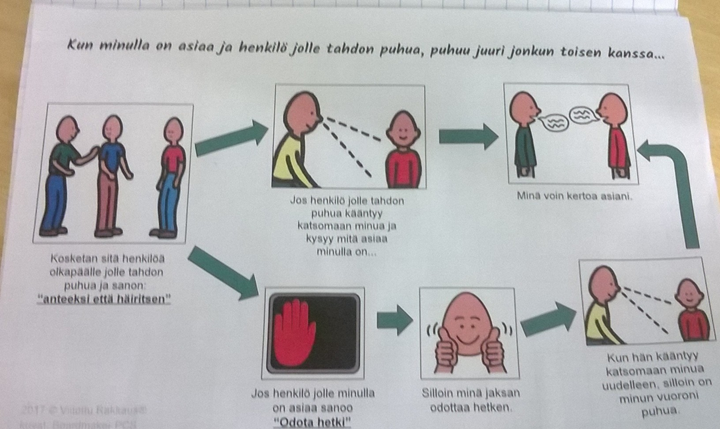 Kun minulla on asiaa ja henkilö jolle tahdon puhua, puhuu juuri jonkun toisen kanssa...
Kosketan sitä henkilöä
olkapäälle jolle tahdon
puhua ja sanon:
"anteeksi että häiritsen"
Jos henkilö jolle tahdon
puhua kääntyy
katsomaan minua ja
kysyy mitä asiaa
minulla on...
Minä voin kertoa asiani.
Jos henkilö jolle minulla
on asiaa sanoo
"Odota hetki"
Silloin minä jaksan
odottaa hetken.
Kun hän kääntyy
katsomaan minua
uudelleen, silloin on
minun vuoroni
puhua.
2017 ©
PCS